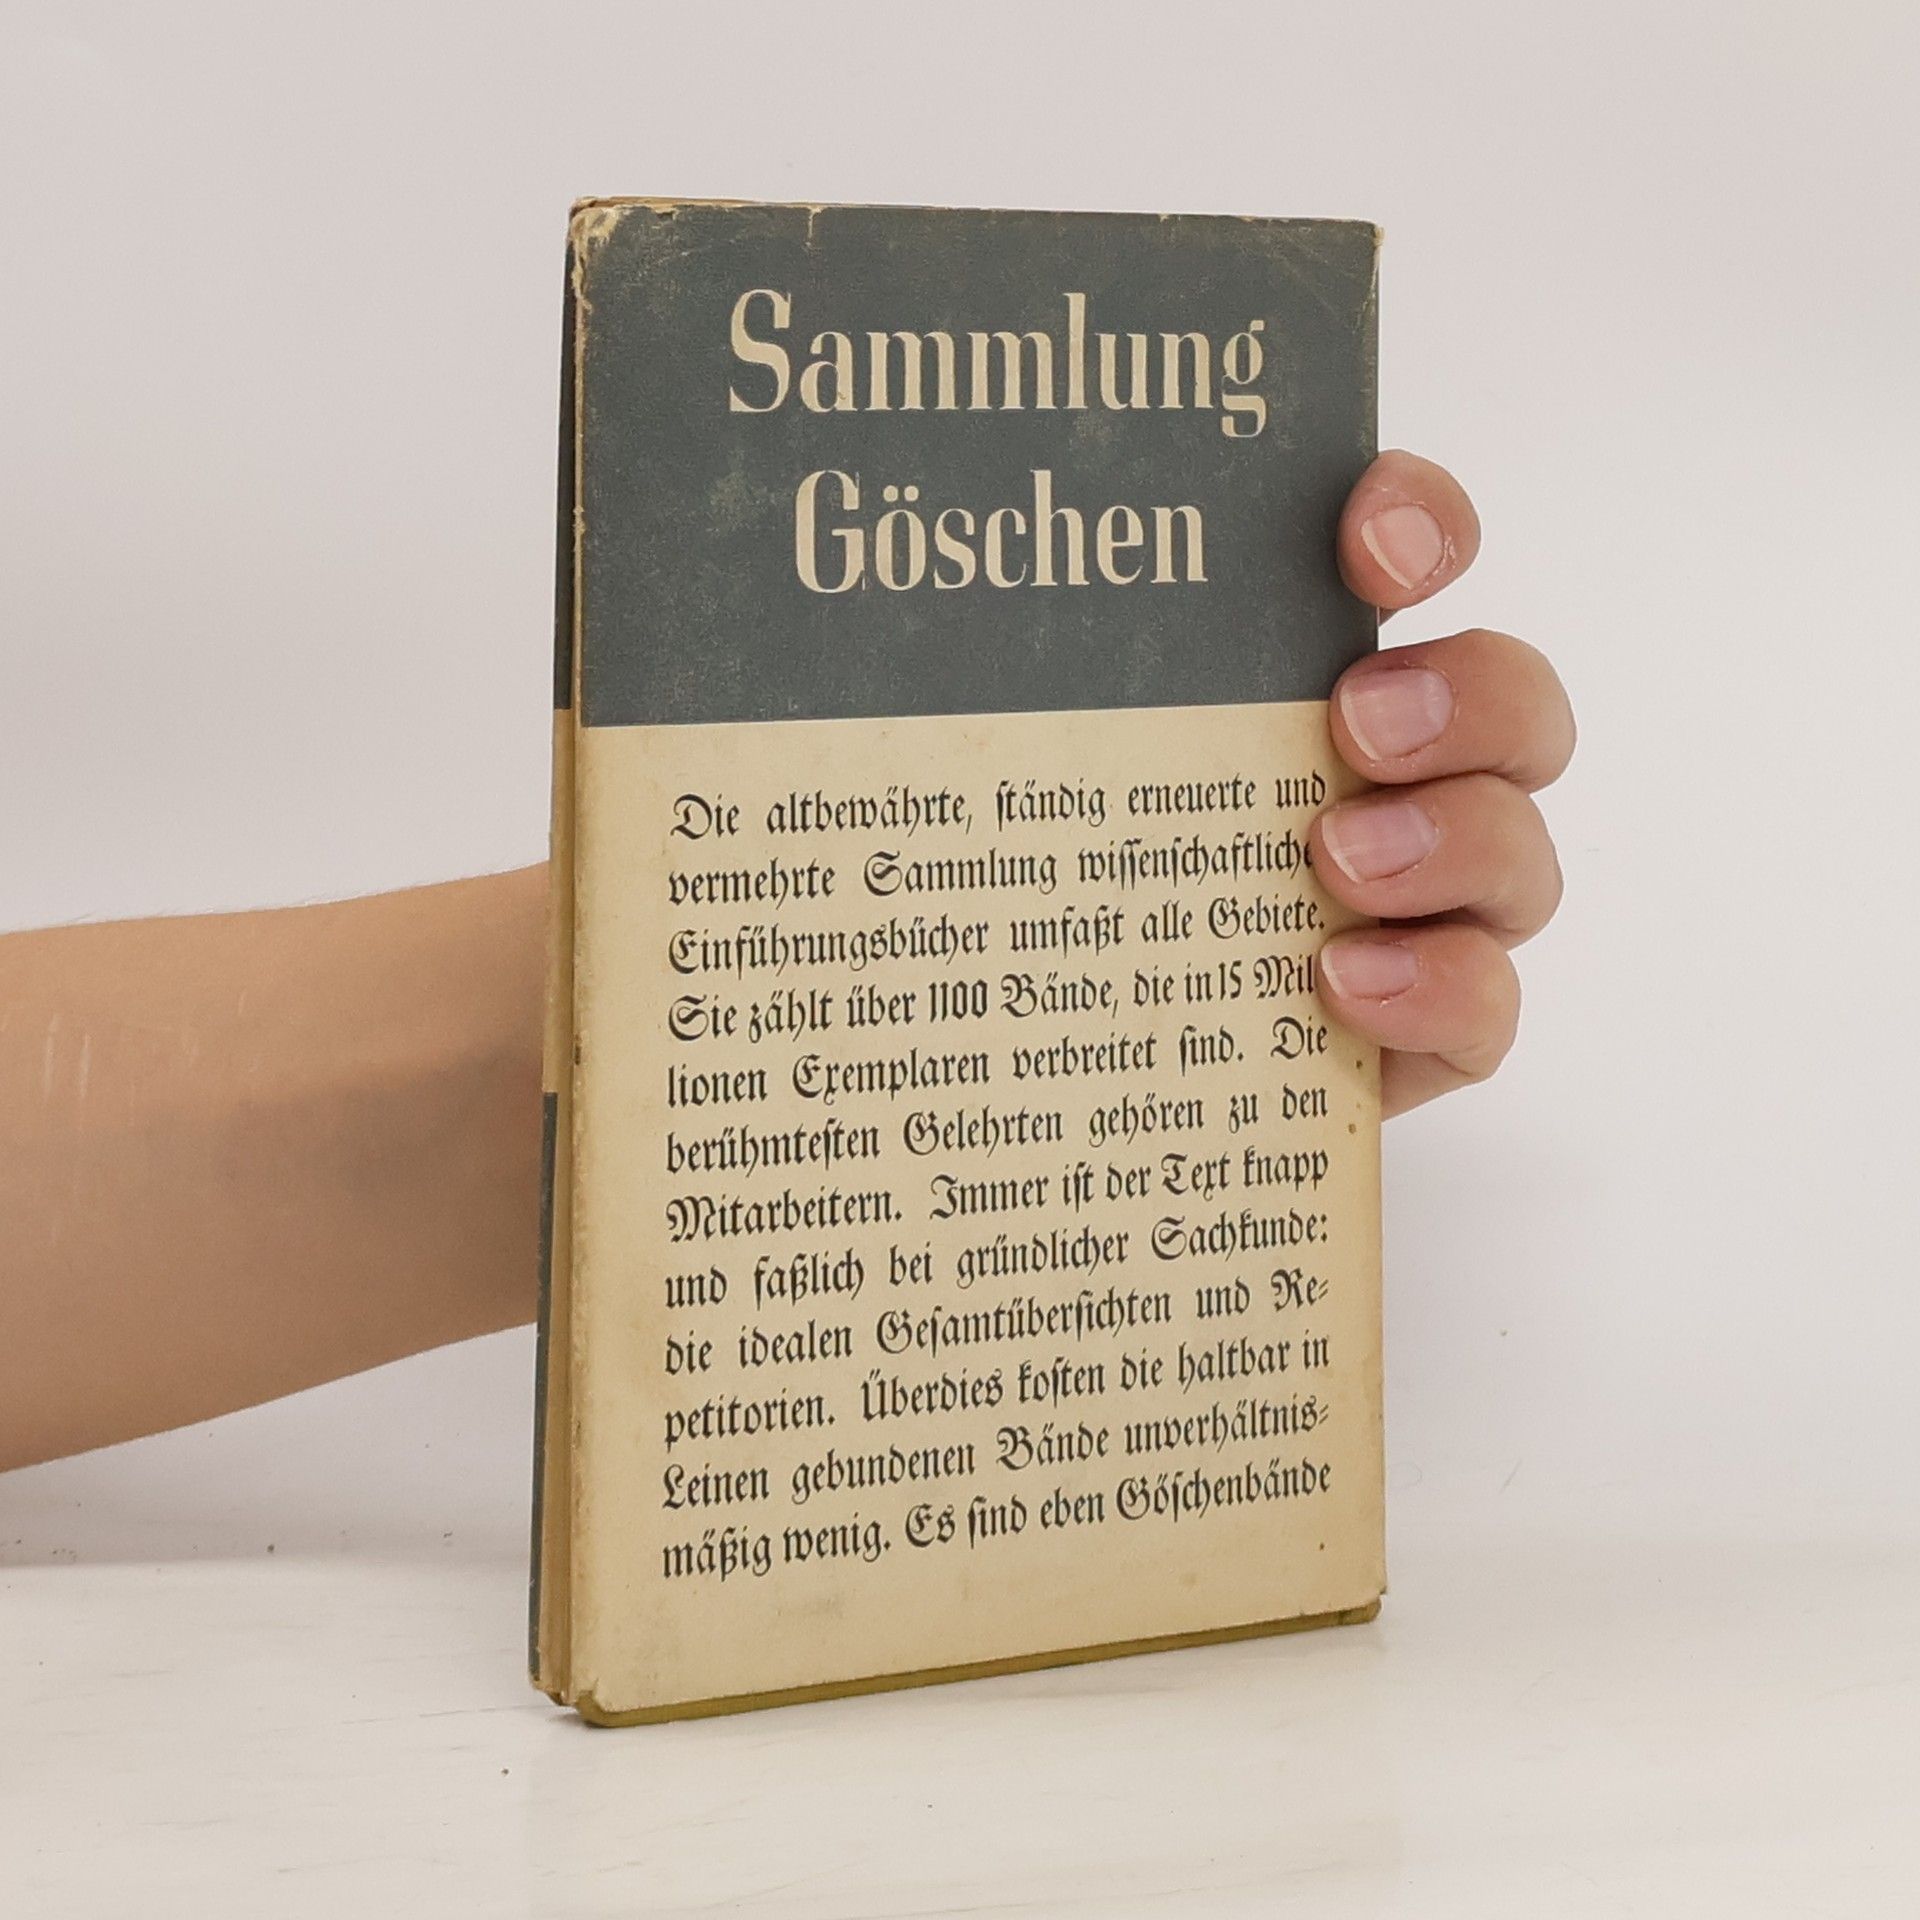 Sammlung
Göschen
Die altbewährte, ſtändig erneuerte und
vermehrte Sammlung wiſſenſchaftliche
Einführungsbücher umfaßt alle Gebiete.
Sie zählt über 1100 Bände, die in 15 Mil
lionen Exemplaren verbreitet ſind. Die
berühmteſten Gelehrten gehören zu den
Mitarbeitern. Immer iſt der Text knapp
und faßlich bei gründlicher Sachkunde:
die idealen Geſamtüberſichten und Re⸗
petitorien. Überdies koſten die haltbar in
Leinen gebundenen Bände unverhältnis⸗
mäßig wenig. Es ſind eben Göſchenbände